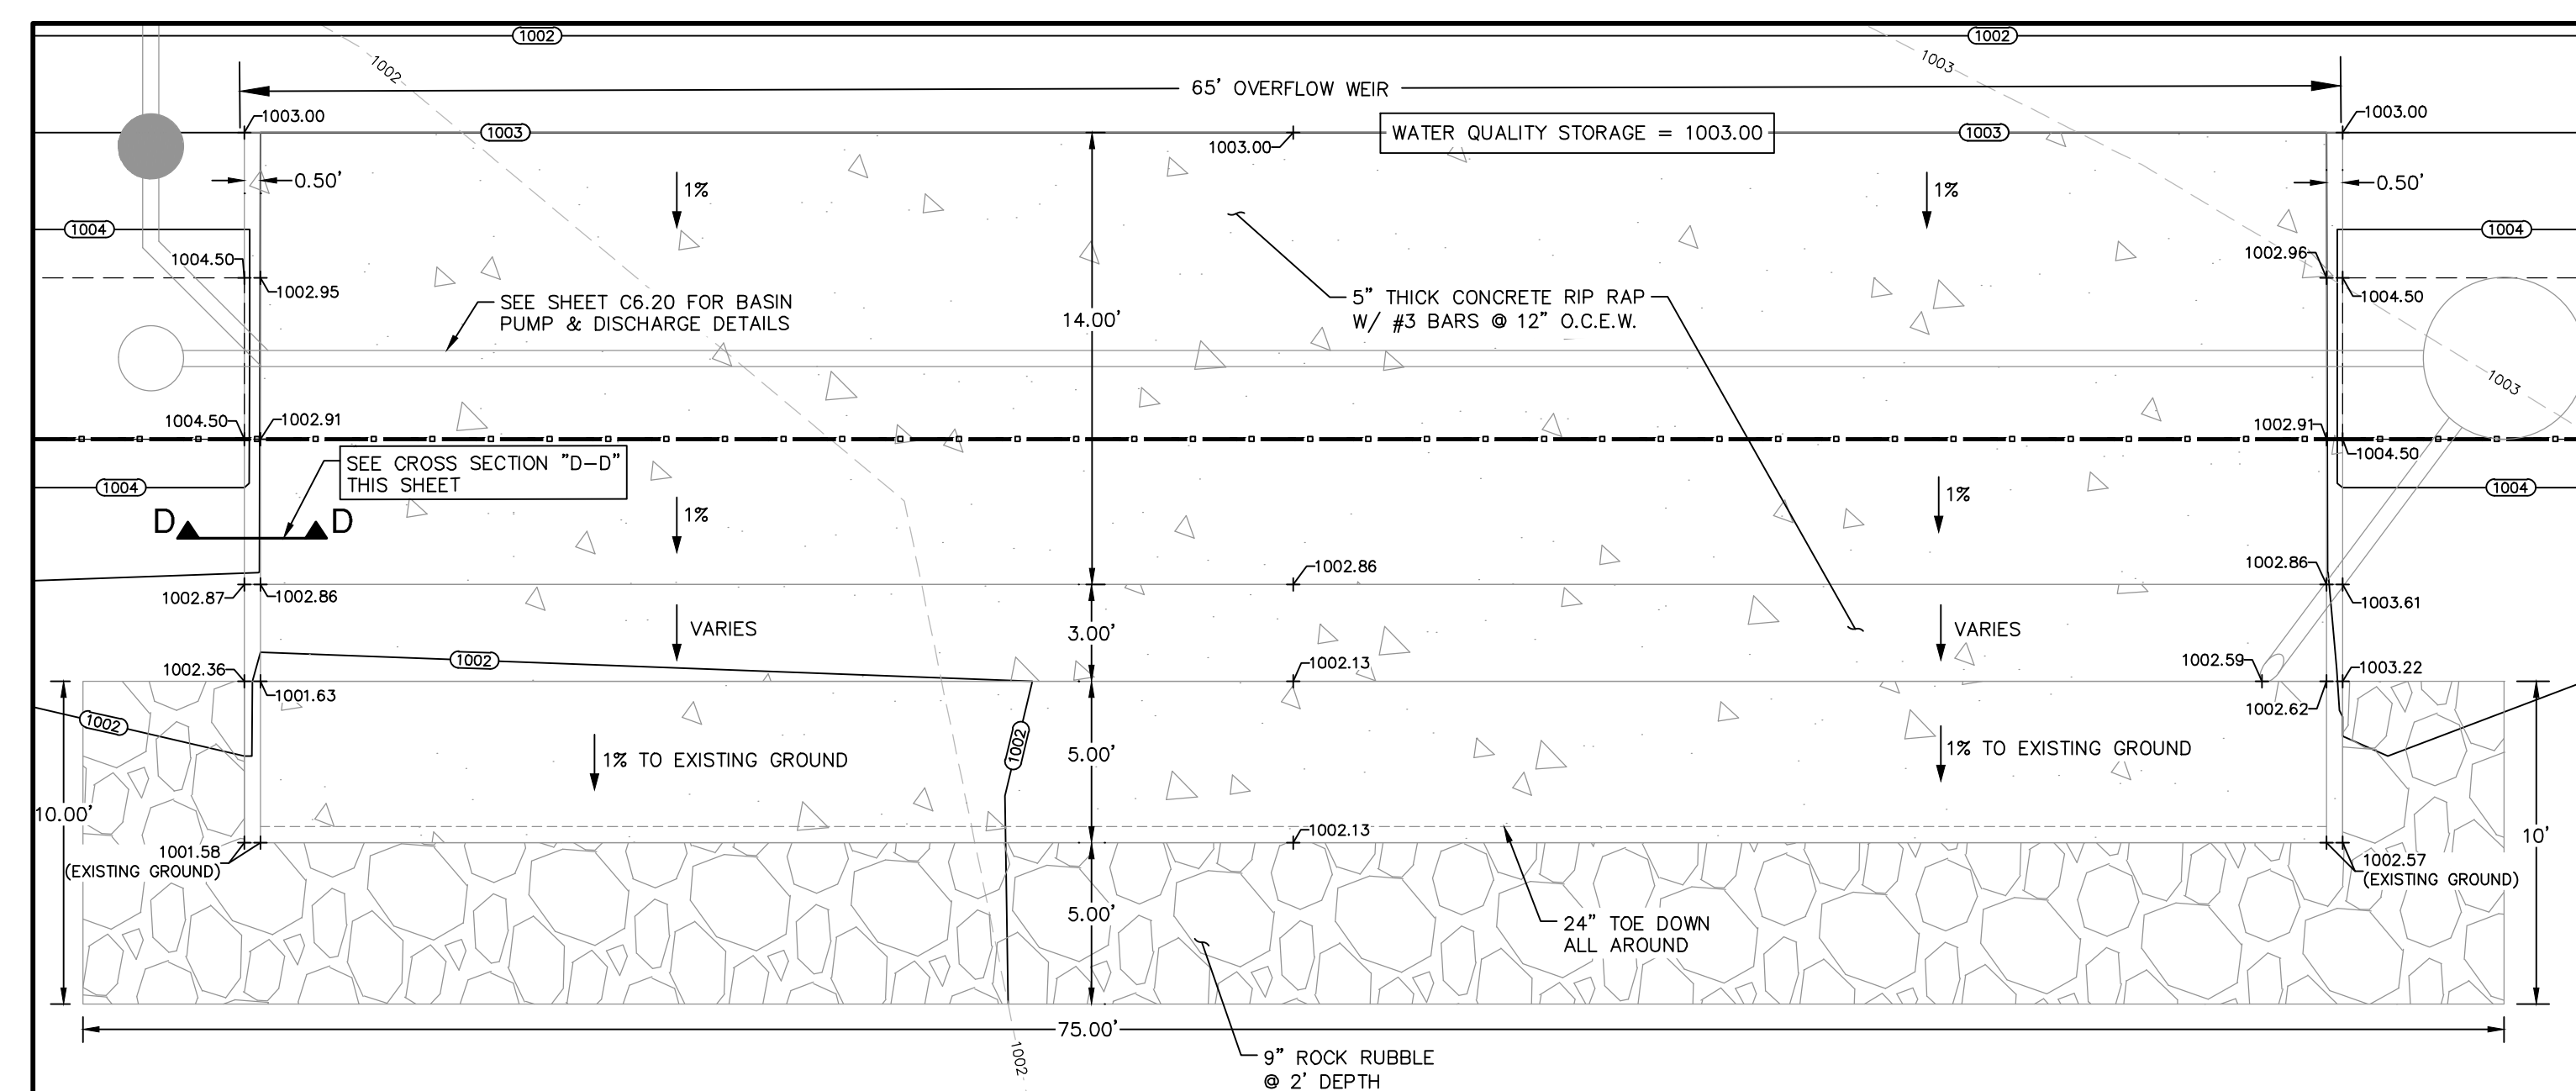 1002
1002
1002
1003
65' OVERFLOW WEIR
1003.00
1003
1003.00
WATER QUALITY STORAGE = 1003.00
1003
1003.00
0.50'
1%
1%
0.50'
1004
1004
1004.50
1002.95
1002.96
1004.50
SEE SHEET C6.20 FOR BASIN
PUMP & DISCHARGE DETAILS
14.00'
5" THICK CONCRETE RIP RAP
W/ #3 BARS @ 12" O.C.E.W.
1003
1004.50
1002.91
1002.91
1004.50
SEE CROSS SECTION "D-D"
THIS SHEET
1004
1004
D
D
1%
1%
1002.87
1002.86
1002.86
1002.86
1003.61
VARIES
3.00'
VARIES
1002
1002.36
1001.63
1002.13
1002.59
1003.22
1002.62
1002
1002
10.00'
1% TO EXISTING GROUND
5.00'
1% TO EXISTING GROUND
1002.13
10'
1001.58
(EXISTING GROUND)
1002.57
(EXISTING GROUND)
5.00'
24" TOE DOWN
ALL AROUND
75.00'
1002
9" ROCK RUBBLE
@ 2' DEPTH